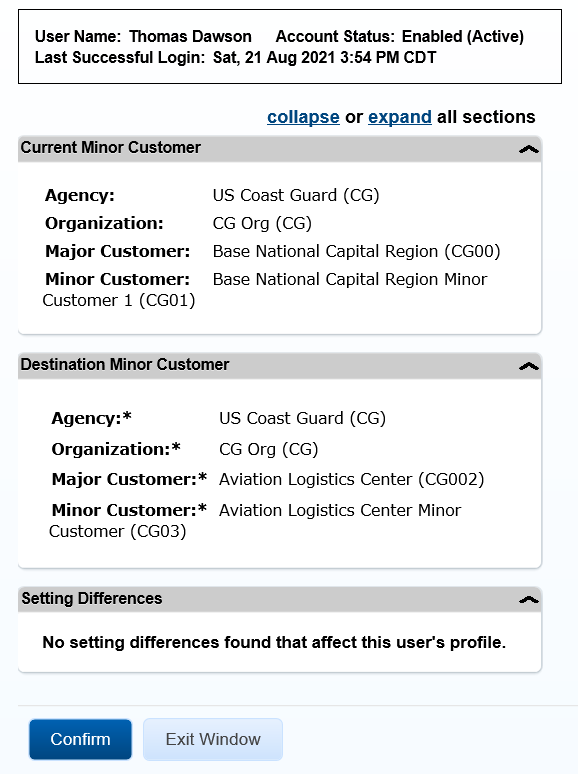 User Name: Thomas Dawson Account Status: Enabled (Active)
Last Successful Login: Sat, 21 Aug 2021 3:54 PM CDT
collapse or expand all sections
Current Minor Customer
Agency: US Coast Guard (CG)
Organization: CG Org (CG)
Major Customer: Base National Capital Region (CG00)
Minor Customer: Base National Capital Region Minor
Customer 1 (CG01)
Destination Minor Customer
Agency:* US Coast Guard (CG)
Organization:* CG Org (CG)
Major Customer:* Aviation Logistics Center (CG002)
Minor Customer:* Aviation Logistics Center Minor
Customer (CG03)
Setting Differences
No setting differences found that affect this user's profile.
Confirm Exit Window